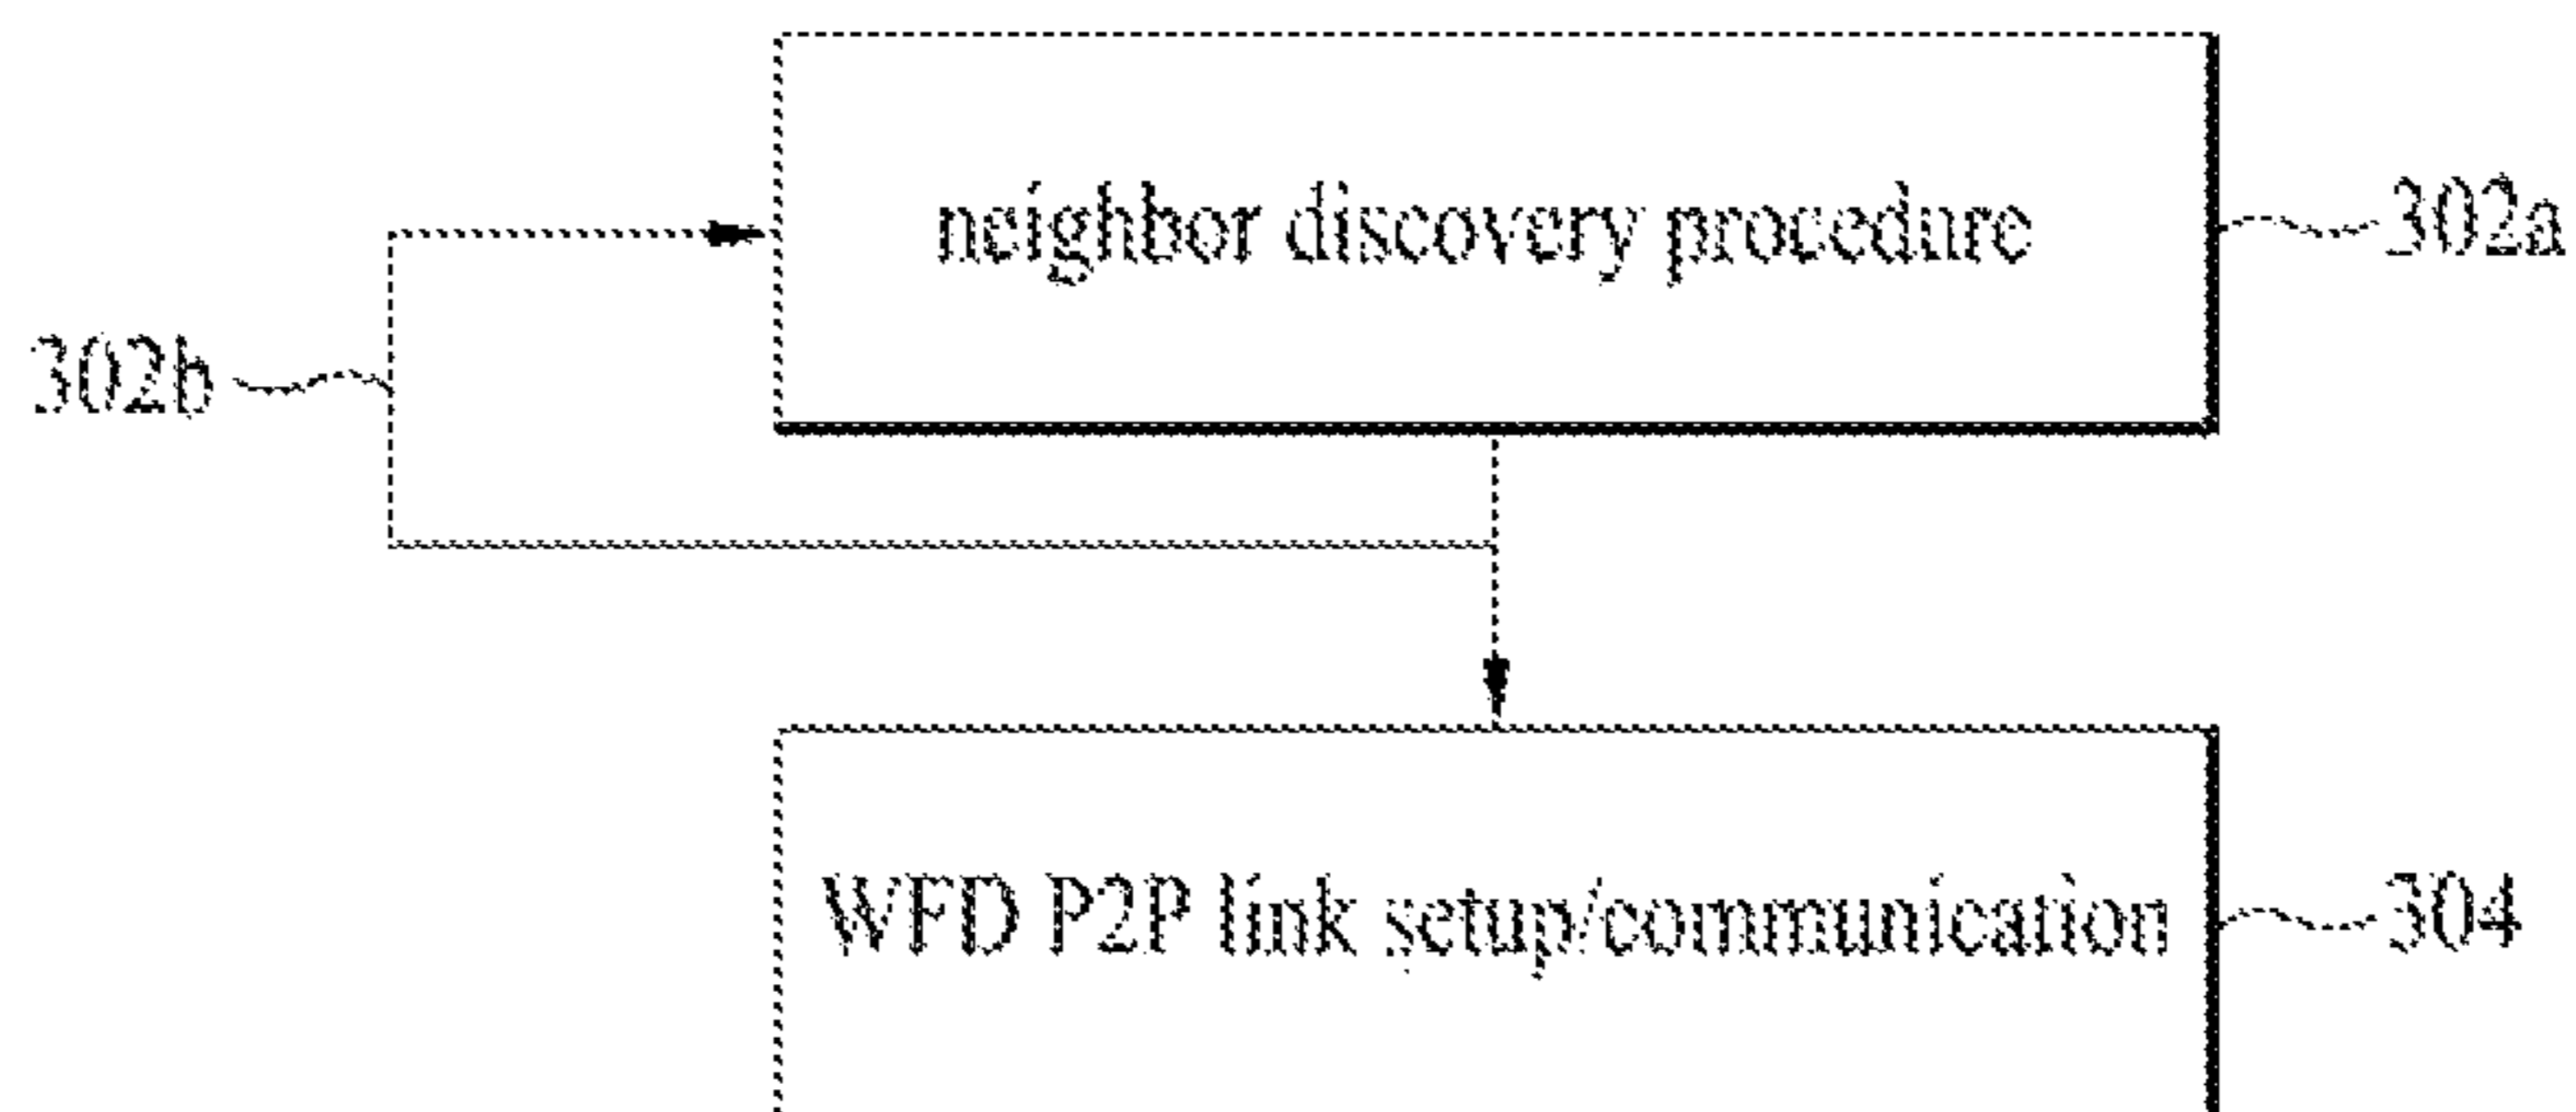 neighbor discovery procedure
302a
302b
WFD P2P link setup/communication
304